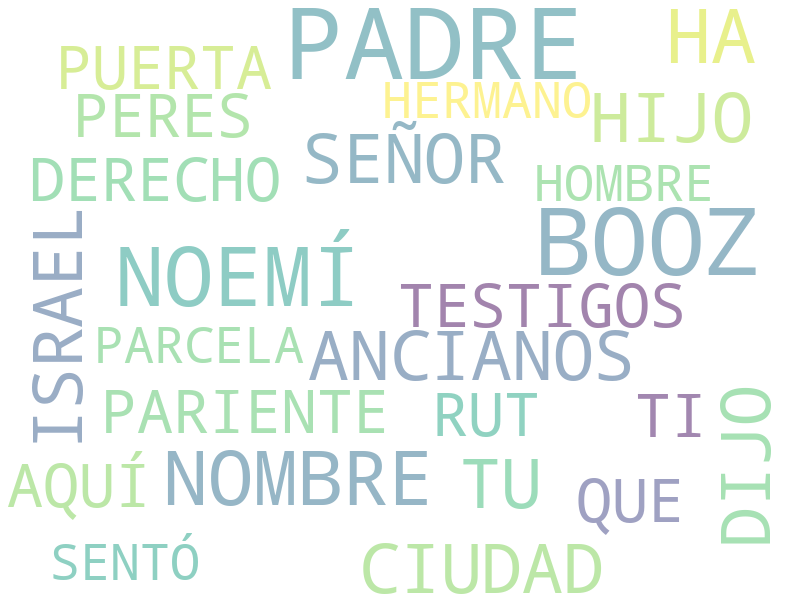 PADRE
HA
PUERTA
HERMANO
PERES
HIJO
SEÑOR
DERECHO
HOMBRE
BOOZ
ISRAEL
NOEMÍ
TESTIGOS
PARCELA
ANCIANOS
PARIENTE
RUT
TI
DIJO
NOMBRE
AQUÍ
TU
QUE
SENTÓ
CIUDAD